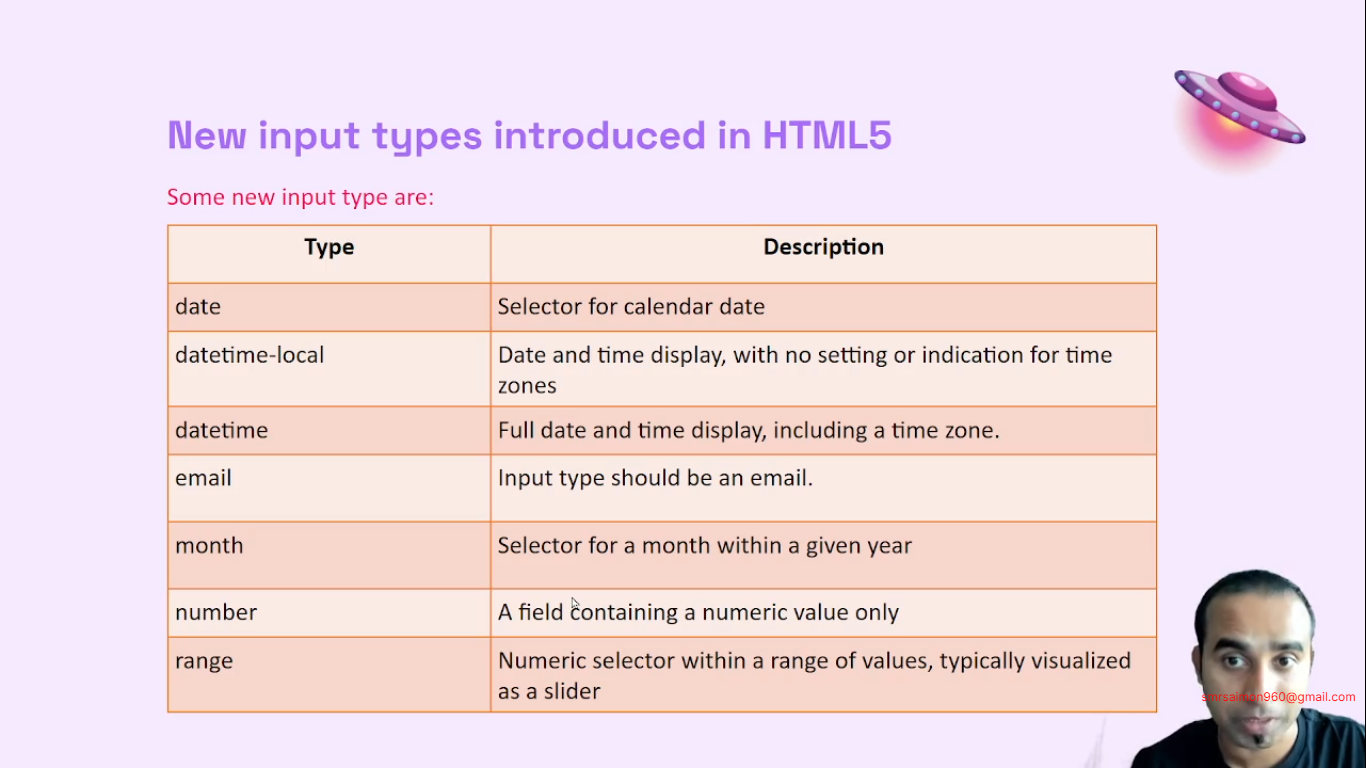 New input types introduced in HTML5
Some new input type are:
Type Description
date Selector for calendar date
datetime-local Date and time display, with no setting or indication for time
zones
datetime Full date and time display, including a time zone.
email Input type should be an email.
month Selector for a month within a given year
number A field containing a numeric value only
range Numeric selector within a range of values, typically visualized
as a slider
smrsaimon960@gmail.com